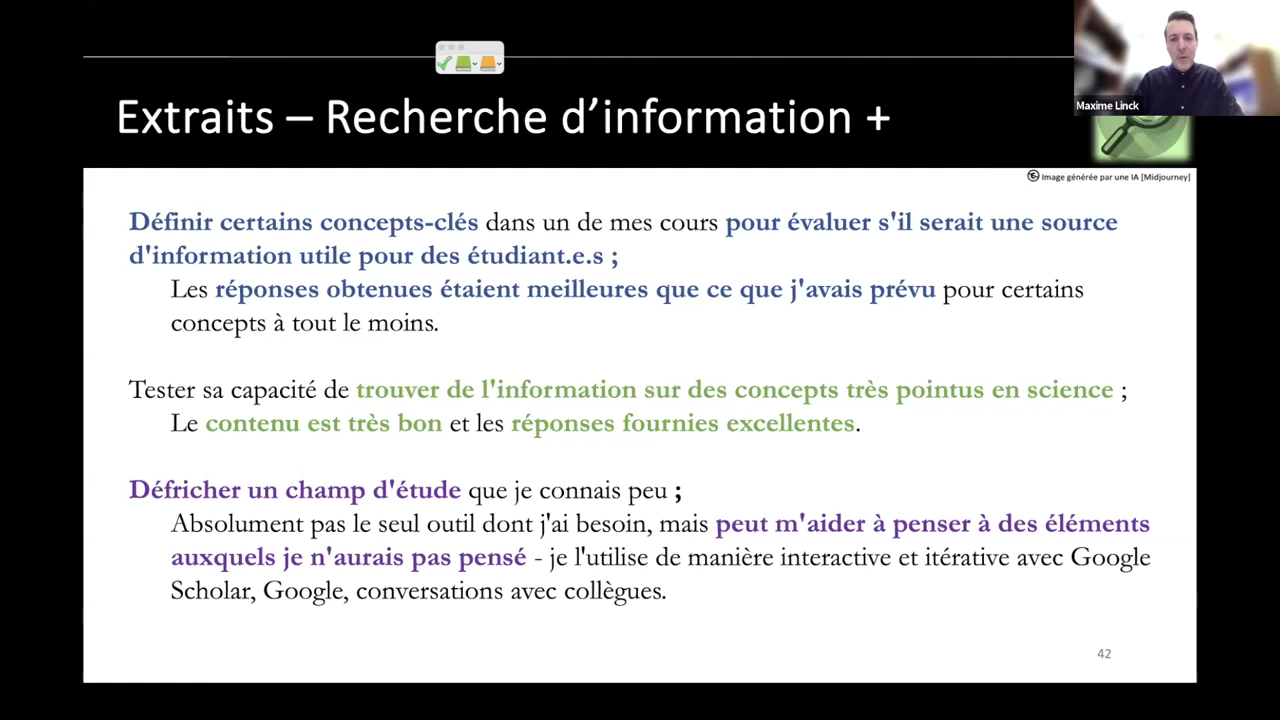 Maxime Linck
Extraits – Recherche d'information +
Image générée par une IA [Midjourney]
Définir certains concepts-clés dans un de mes cours pour évaluer s'il serait une source
d'information utile pour des étudiant.e.s ;
Les réponses obtenues étaient meilleures que ce que j'avais prévu pour certains
concepts à tout le moins.
Tester sa capacité de trouver de l'information sur des concepts très pointus en science ;
Le contenu est très bon et les réponses fournies excellentes.
Défricher un champ d'étude que je connais peu ;
Absolument pas le seul outil dont j'ai besoin, mais peut m'aider à penser à des éléments
auxquels je n'aurais pas pensé - je l'utilise de manière interactive et itérative avec Google
Scholar, Google, conversations avec collègues.
42